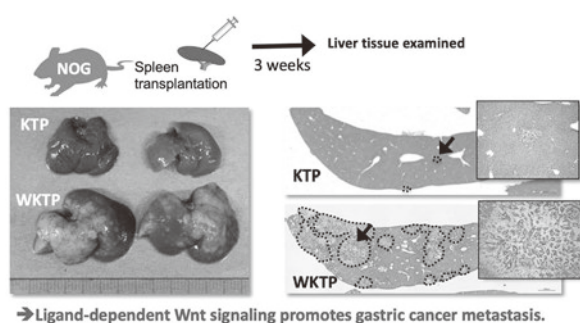 NOG
Spleen
transplantation
3 weeks
Liver tissue examined
KTP
WKTP
KTP
WKTP
➔Ligand-dependent Wnt signaling promotes gastric cancer metastasis.